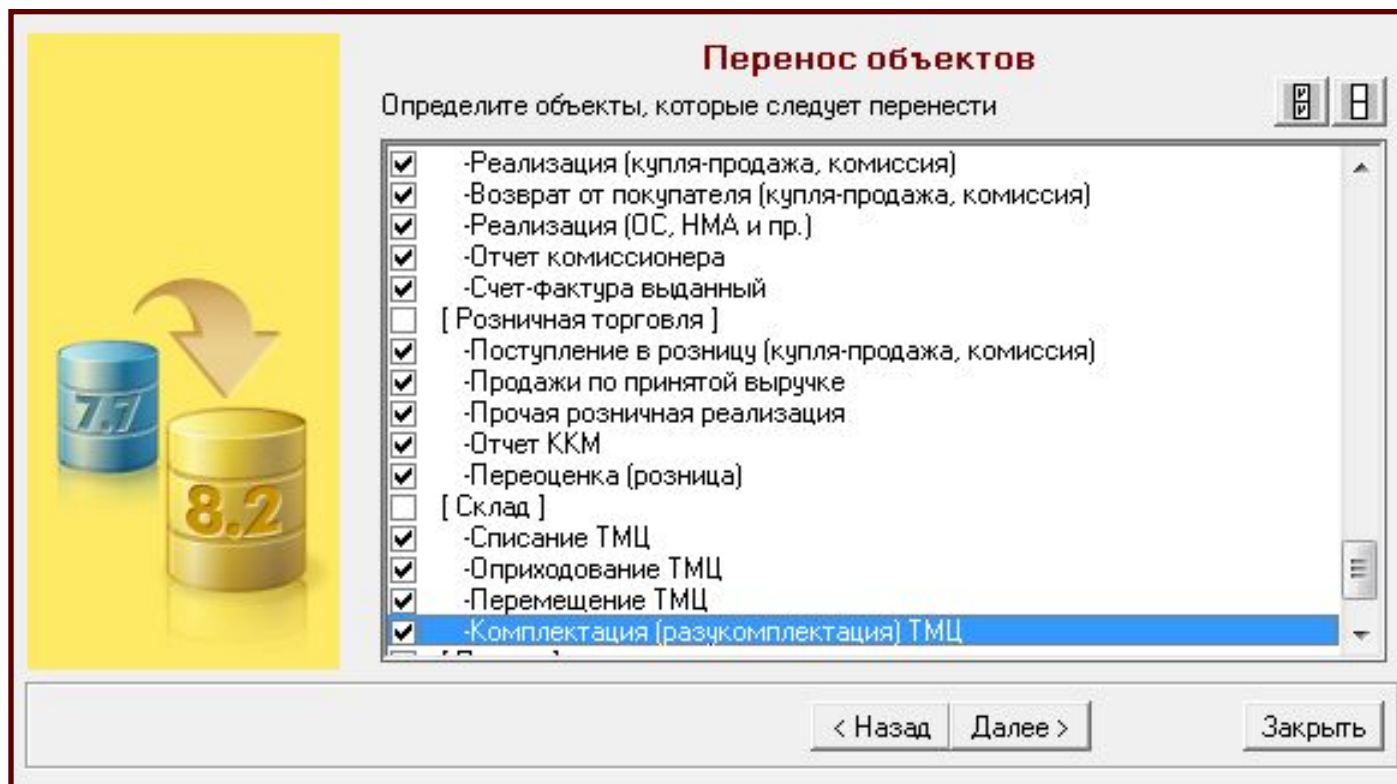 Перенос объектов
Определите объекты, которые следует перенести
-Реализация (купля-продажа, комиссия)
-Возврат от покупателя (купля-продажа, комиссия)
-Реализация (ОС, НМА и пр.)
-Отчет комиссионера
-Счет-фактура выданный
[ Розничная торговля ]
-Поступление в розницу (купля-продажа, комиссия)
-Продажи по принятой выручке
-Прочая розничная реализация
-Отчет ККМ
-Переоценка (розница)
[ Склад ]
-Списание ТМЦ
-Оприходование ТМЦ
-Перемещение ТМЦ
-Комплектация (разукомплектация) ТМЦ
7.7
8.2
< Назад
Далее >
Закрыть